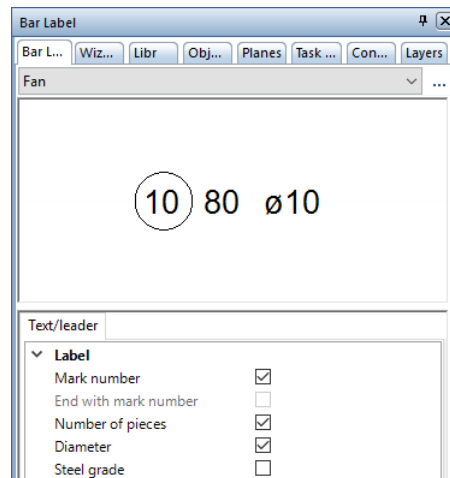 Bar Label
Bar L... Wiz... Libr Obj... Planes Task ... Con... Layers
Fan ...
10 80 ø10
Text/leader
Label
Mark number
End with mark number
Number of pieces
Diameter
Steel grade